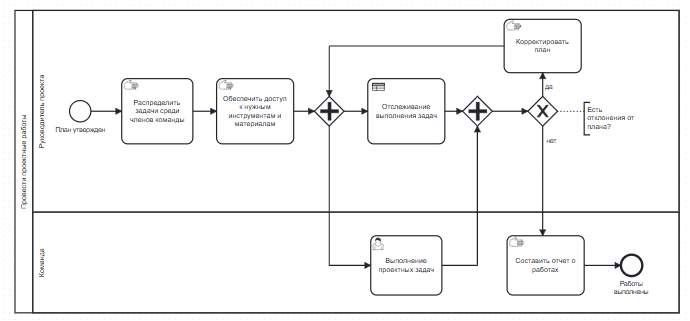 Провести проектные работы
Руководитель проекта
План утвержден
Распределить
задачи среди
членов команды
Обеспечить доступ
к нужным
инструментам и
материалам
Отслеживание
выполнения задач
Корректировать
план
да
Есть
отклонения от
плана?
нет
Команда
Выполнение
проектных задач
Составить отчет о
работах
Работы
выполнены